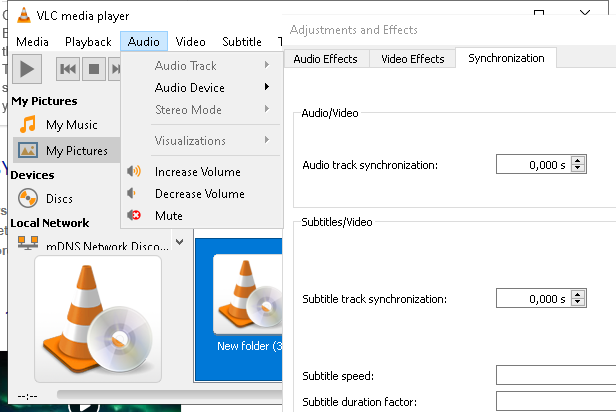 VLC media player
Media Playback Audio Video Subtitle
Audio Track
Audio Device
Stereo Mode
Visualizations
Increase Volume
Decrease Volume
Mute
My Pictures
My Music
My Pictures
Devices
Discs
Local Network
mDNS Network Disco...
New folder (3
--:--
Adjustments and Effects
Audio Effects Video Effects Synchronization
Audio/Video
Audio track synchronization: 0,000 s
Subtitles/Video
Subtitle track synchronization: 0,000 s
Subtitle speed:
Subtitle duration factor: